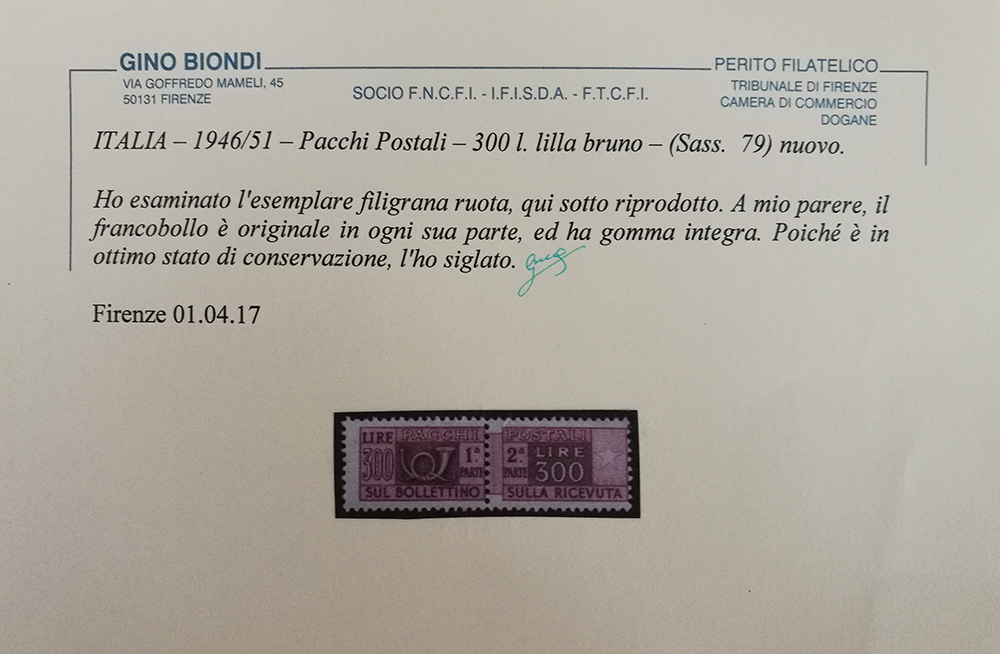 GINO BIONDI
VIA GOFFREDO MAMELI, 45
50131 FIRENZE
SOCIO F.N.C.F.I. - I.F.I.S.D.A. - F.T.C.F.I.
PERITO FILATELICO
TRIBUNALE DI FIRENZE
CAMERA DI COMMERCIO
DOGANE
ITALIA – 1946/51 – Pacchi Postali – 300 l. lilla bruno – (Sass. 79) nuovo.
Ho esaminato l'esemplare filigrana ruota, qui sotto riprodotto. A mio parere, il
francobollo è originale in ogni sua parte, ed ha gomma integra. Poiché è in
ottimo stato di conservazione, l'ho siglato.
Firenze 01.04.17
LIRE PACCHI
300 1ª PARTE
SUL BOLLETTINO
POSTALI
2ª PARTE LIRE 300
SULLA RICEVUTA